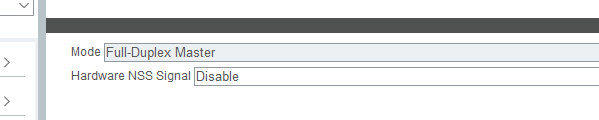 Mode Full-Duplex Master
Hardware NSS Signal Disable